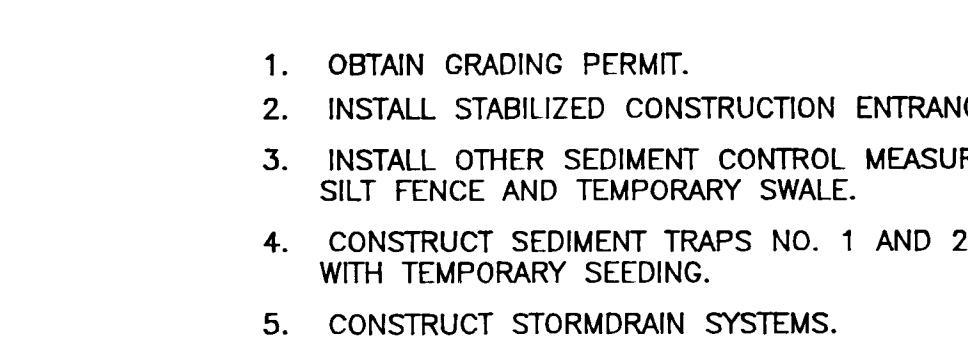 1. OBTAIN GRADING PERMIT.
2. INSTALL STABILIZED CONSTRUCTION
3. INSTALL OTHER SEDIMENT CONTROL
SILT FENCE AND TEMPORARY SWALE.
4. CONSTRUCT SEDIMENT TRAPS NO. 1 AND 2
WITH TEMPORARY SEEDING.
5. CONSTRUCT STORMDRAIN SYSTEMS.